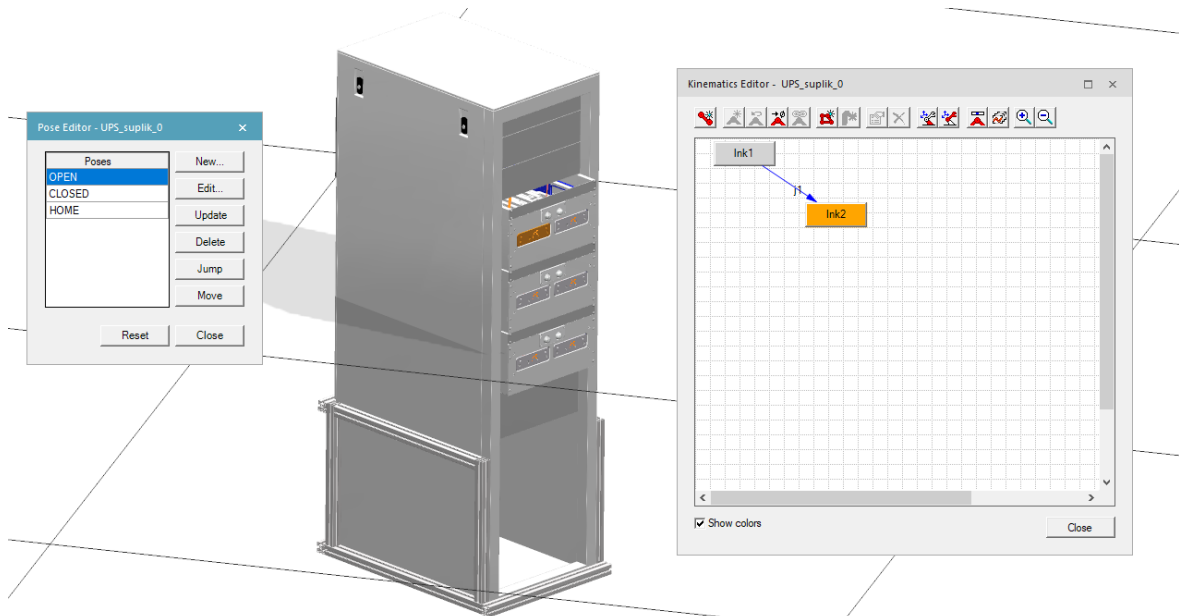 Pose Editor - UPS_suplik_0
Poses
OPEN
CLOSED
HOME
New...
Edit...
Update
Delete
Jump
Move
Reset
Close
Kinematics Editor - UPS_suplik_0
lnk1
j1
lnk2
Show colors
Close